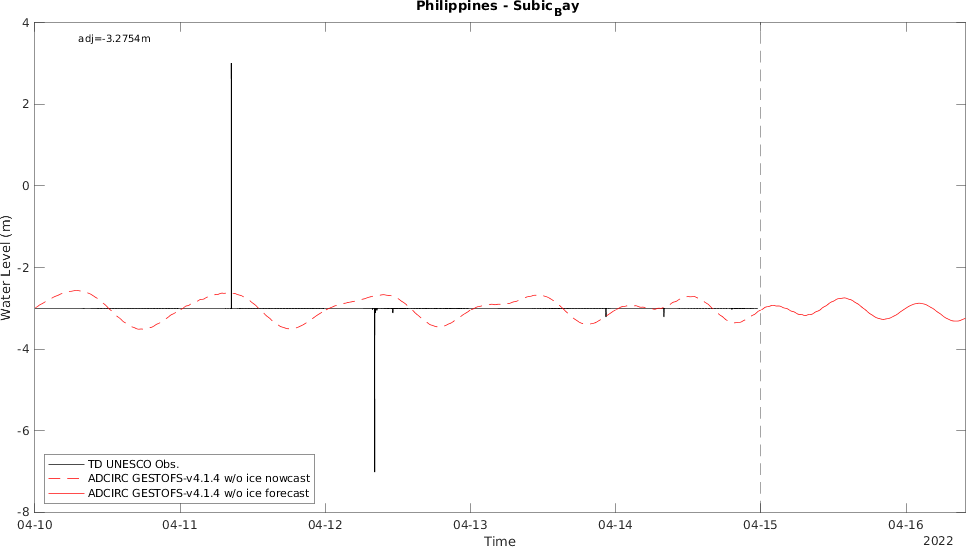 Philippines - Subic_Bay
adj=-3.2754m
4
2
0
-2
-4
-6
-8
Water Level (m)
TD UNESCO Obs.
ADCIRC GESTOFS-v4.1.4 w/o ice nowcast
ADCIRC GESTOFS-v4.1.4 w/o ice forecast
04-10 04-11 04-12 04-13 04-14 04-15 04-16
Time
2022